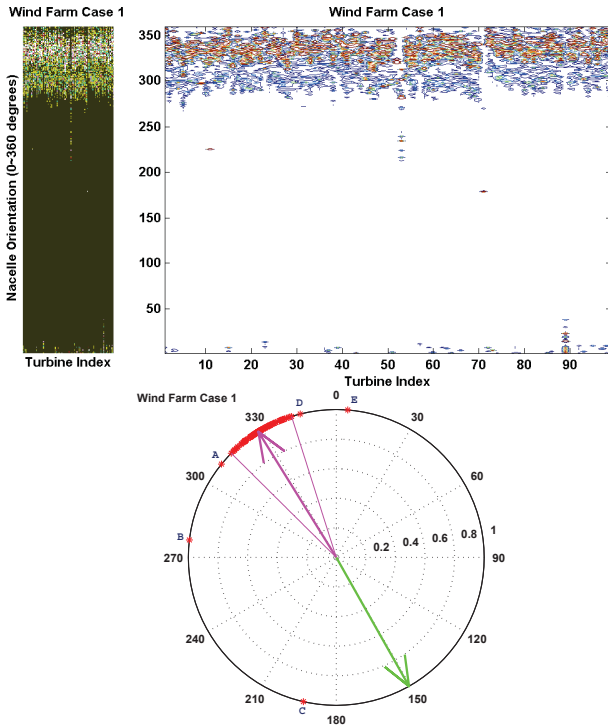 Wind Farm Case 1
Wind Farm Case 1
Nacelle Orientation (0~360 degrees)
350
300
250
200
150
100
50
10 20 30 40 50 60 70 80 90
Turbine Index
Turbine Index
Wind Farm Case 1
0
D
E
330
30
A
300
60
B
0.2 0.4 0.6 0.8 1
270
90
240
120
210
150
C
180